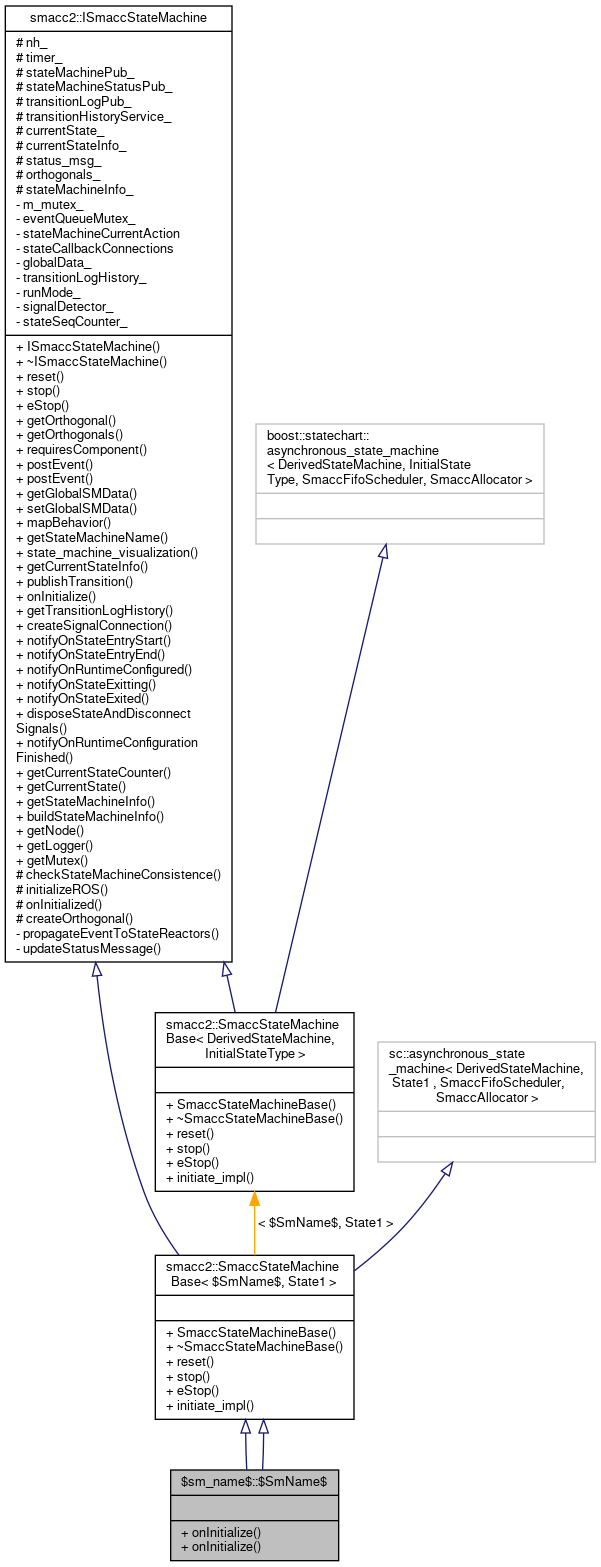 smacc2::ISmaccStateMachine
# nh_
# timer_
# stateMachinePub_
# stateMachineStatusPub_
# transitionLogPub_
# transitionHistoryService_
# currentState_
# currentStateInfo_
# status_msg_
# orthogonals_
# stateMachineInfo_
- m_mutex_
- eventQueueMutex_
- stateMachineCurrentAction
- stateCallbackConnections
- globalData_
- transitionLogHistory_
- runMode_
- signalDetector_
- stateSeqCounter_
+ ISmaccStateMachine()
+ ~ISmaccStateMachine()
+ reset()
+ stop()
+ eStop()
+ getOrthogonal()
+ getOrthogonals()
+ requiresComponent()
+ postEvent()
+ postEvent()
+ getGlobalSMData()
+ setGlobalSMData()
+ mapBehavior()
+ getStateMachineName()
+ state_machine_visualization()
+ getCurrentStateInfo()
+ publishTransition()
+ onInitialize()
+ getTransitionLogHistory()
+ createSignalConnection()
+ notifyOnStateEntryStart()
+ notifyOnStateEntryEnd()
+ notifyOnRuntimeConfigured()
+ notifyOnStateExitting()
+ notifyOnStateExited()
+ disposeStateAndDisconnect
Signals()
+ notifyOnRuntimeConfiguration
Finished()
+ getCurrentStateCounter()
+ getCurrentState()
+ getStateMachineInfo()
+ buildStateMachineInfo()
+ getNode()
+ getLogger()
+ getMutex()
# checkStateMachineConsistence()
# initializeROS()
# onInitialized()
# createOrthogonal()
- propagateEventToStateReactors()
- updateStatusMessage()
boost::statechart::
asynchronous_state_machine
< DerivedStateMachine, InitialState
Type, SmaccFifoScheduler, SmaccAllocator >
smacc2::SmaccStateMachine
Base< DerivedStateMachine,
InitialStateType >
+ SmaccStateMachineBase()
+ ~SmaccStateMachineBase()
+ reset()
+ stop()
+ eStop()
+ initiate_impl()
sc::asynchronous_state
_machine< DerivedStateMachine,
State1 , SmaccFifoScheduler,
SmaccAllocator >
< $SmName$, State1 >
smacc2::SmaccStateMachine
Base< $SmName$, State1 >
+ SmaccStateMachineBase()
+ ~SmaccStateMachineBase()
+ reset()
+ stop()
+ eStop()
+ initiate_impl()
$sm_name$::$SmName$
+ onInitialize()
+ onInitialize()